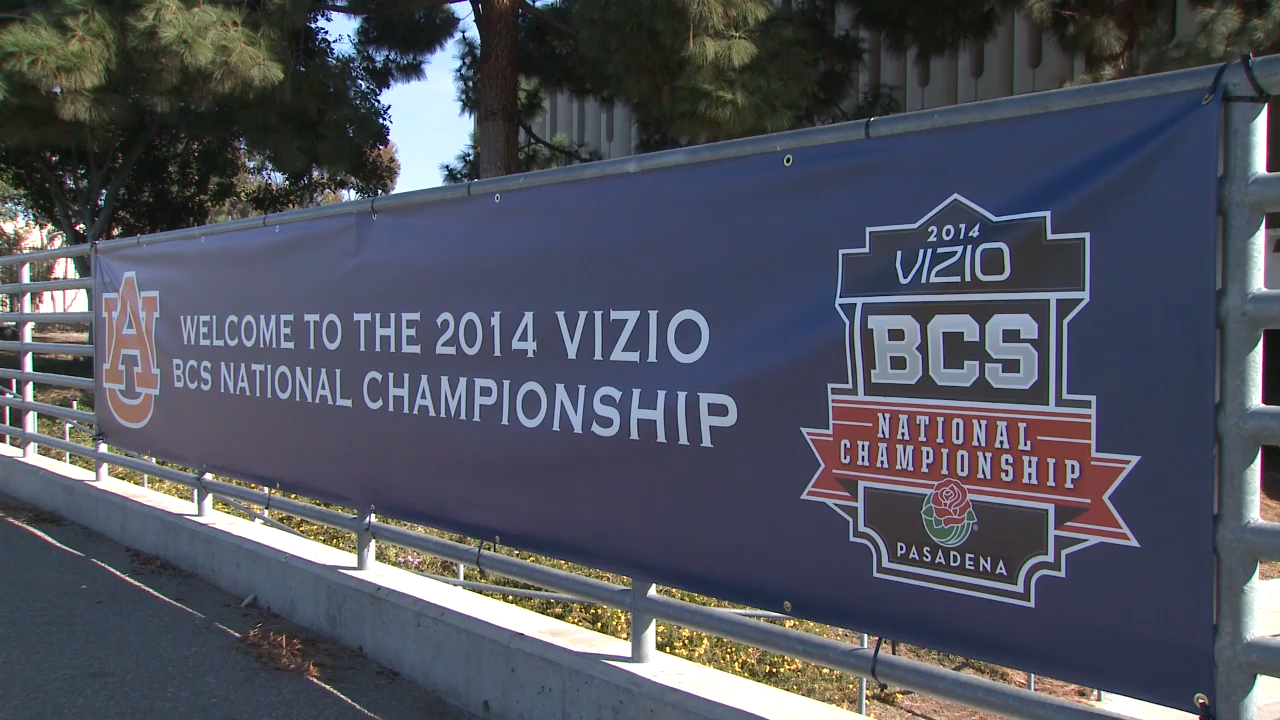 AU
WELCOME TO THE 2014 VIZIO
BCS NATIONAL CHAMPIONSHIP
2014
VIZIO
BCS
NATIONAL
CHAMPIONSHIP
PASADENA